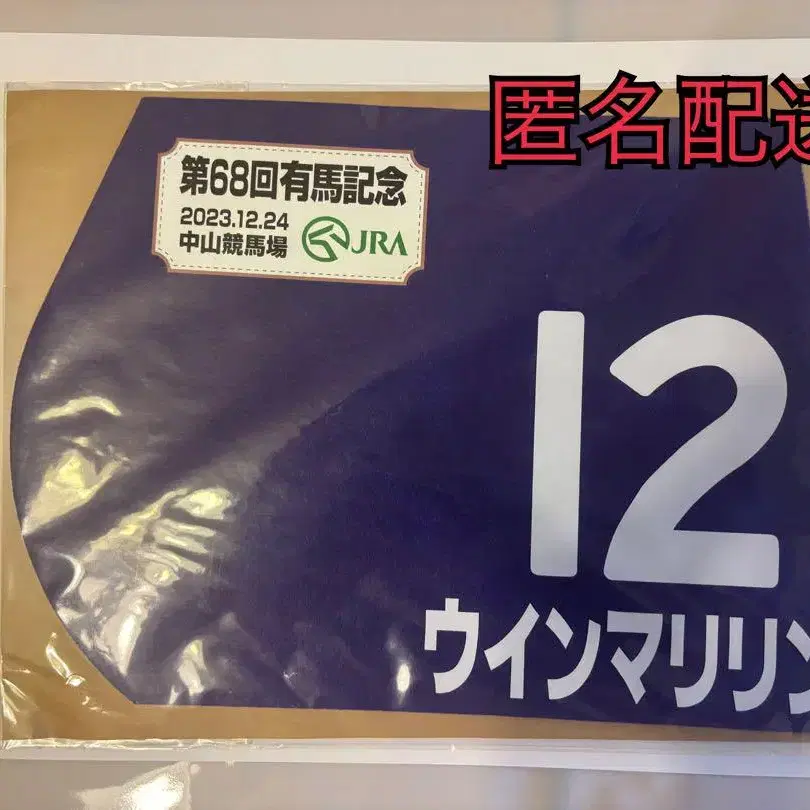 匿名配送
第68回有馬記念
2023.12.24
中山競馬場
JRA
12
ウインマリリン